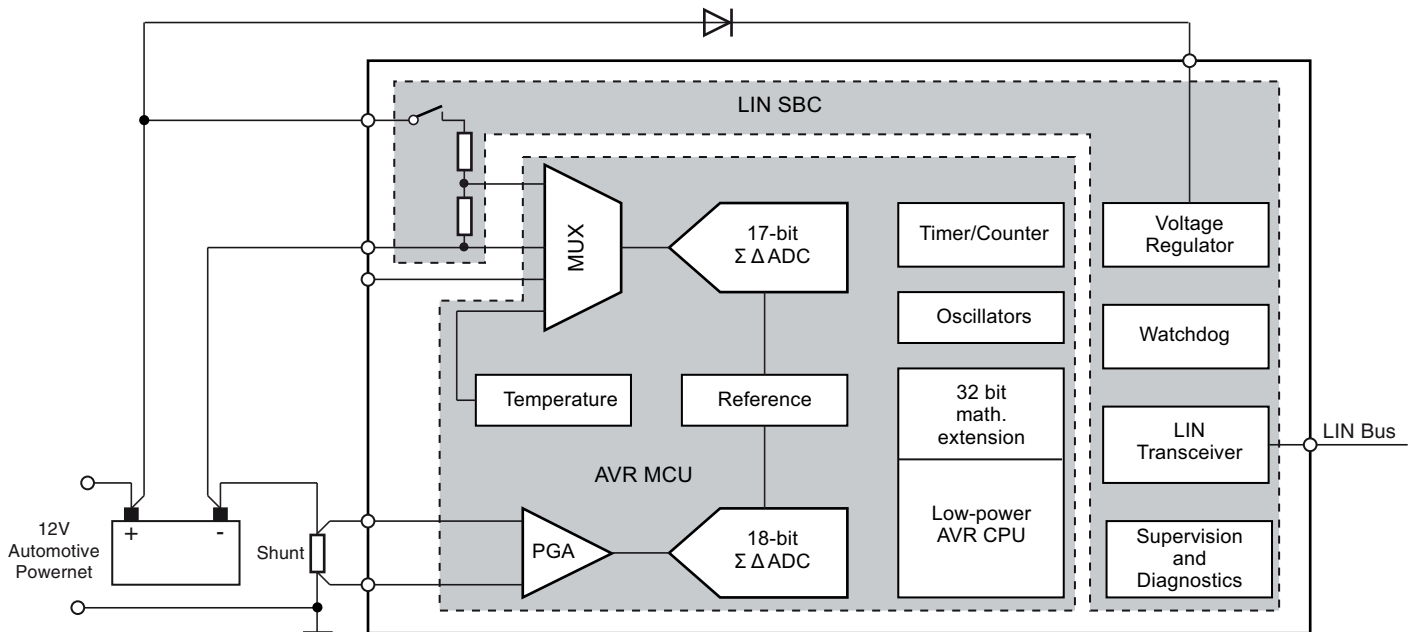 LIN SBC
MUX
17-bit
Σ Δ ADC
Timer/Counter
Voltage
Regulator
Oscillators
Watchdog
Temperature
Reference
32 bit
math.
extension
LIN
Transceiver
LIN Bus
AVR MCU
12V
Automotive
Powernet
+
-
Shunt
PGA
18-bit
Σ Δ ADC
Low-power
AVR CPU
Supervision
and
Diagnostics